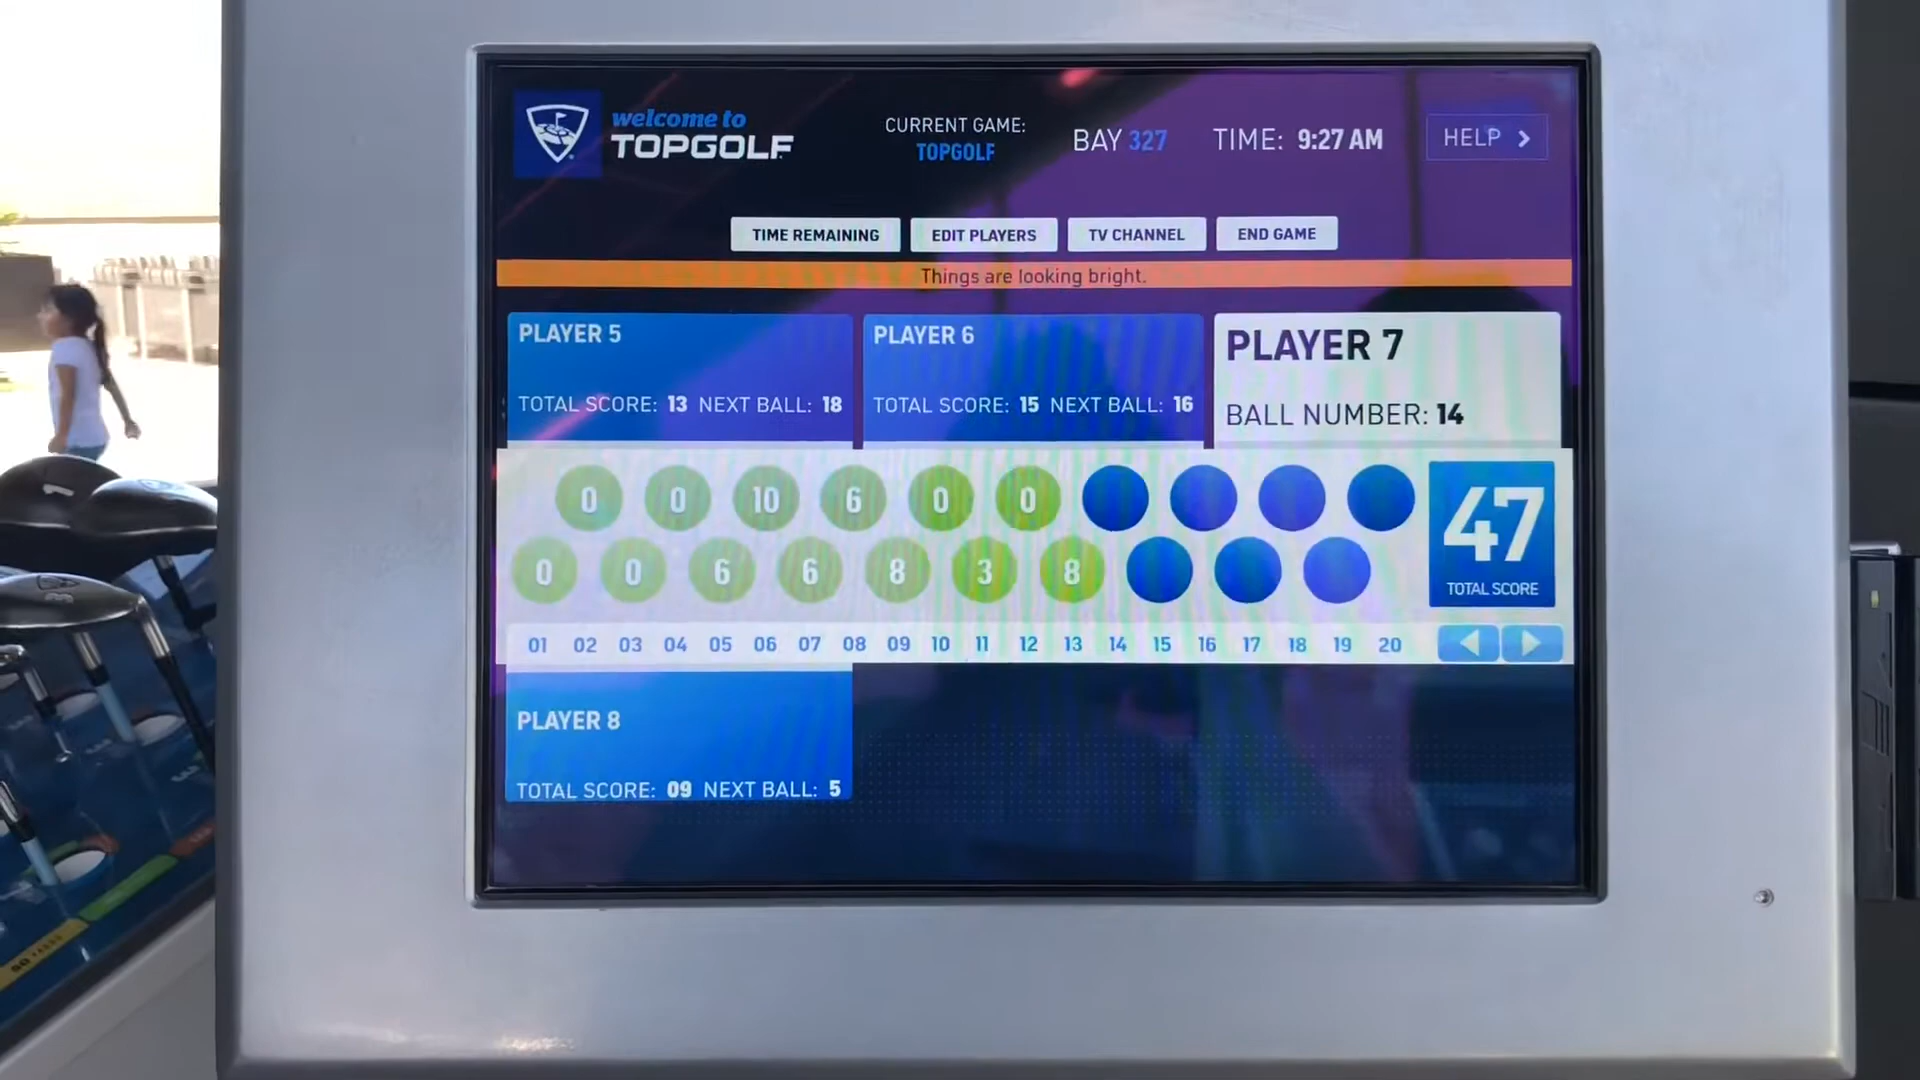 welcome to
TOPGOLF
CURRENT GAME:
TOPGOLF
BAY 327
TIME: 9:27 AM
HELP
TIME REMAINING
EDIT PLAYERS
TV CHANNEL
END GAME
Things are looking bright.
PLAYER 5
TOTAL SCORE: 13 NEXT BALL: 18
PLAYER 6
TOTAL SCORE: 15 NEXT BALL: 16
PLAYER 7
BALL NUMBER: 14
0 0 10 6 0 0
0 0 6 6 8 3 8
47
TOTAL SCORE
01 02 03 04 05 06 07 08 09 10 11 12 13 14 15 16 17 18 19 20
PLAYER 8
TOTAL SCORE: 09 NEXT BALL: 5
1
3
50 YARDS